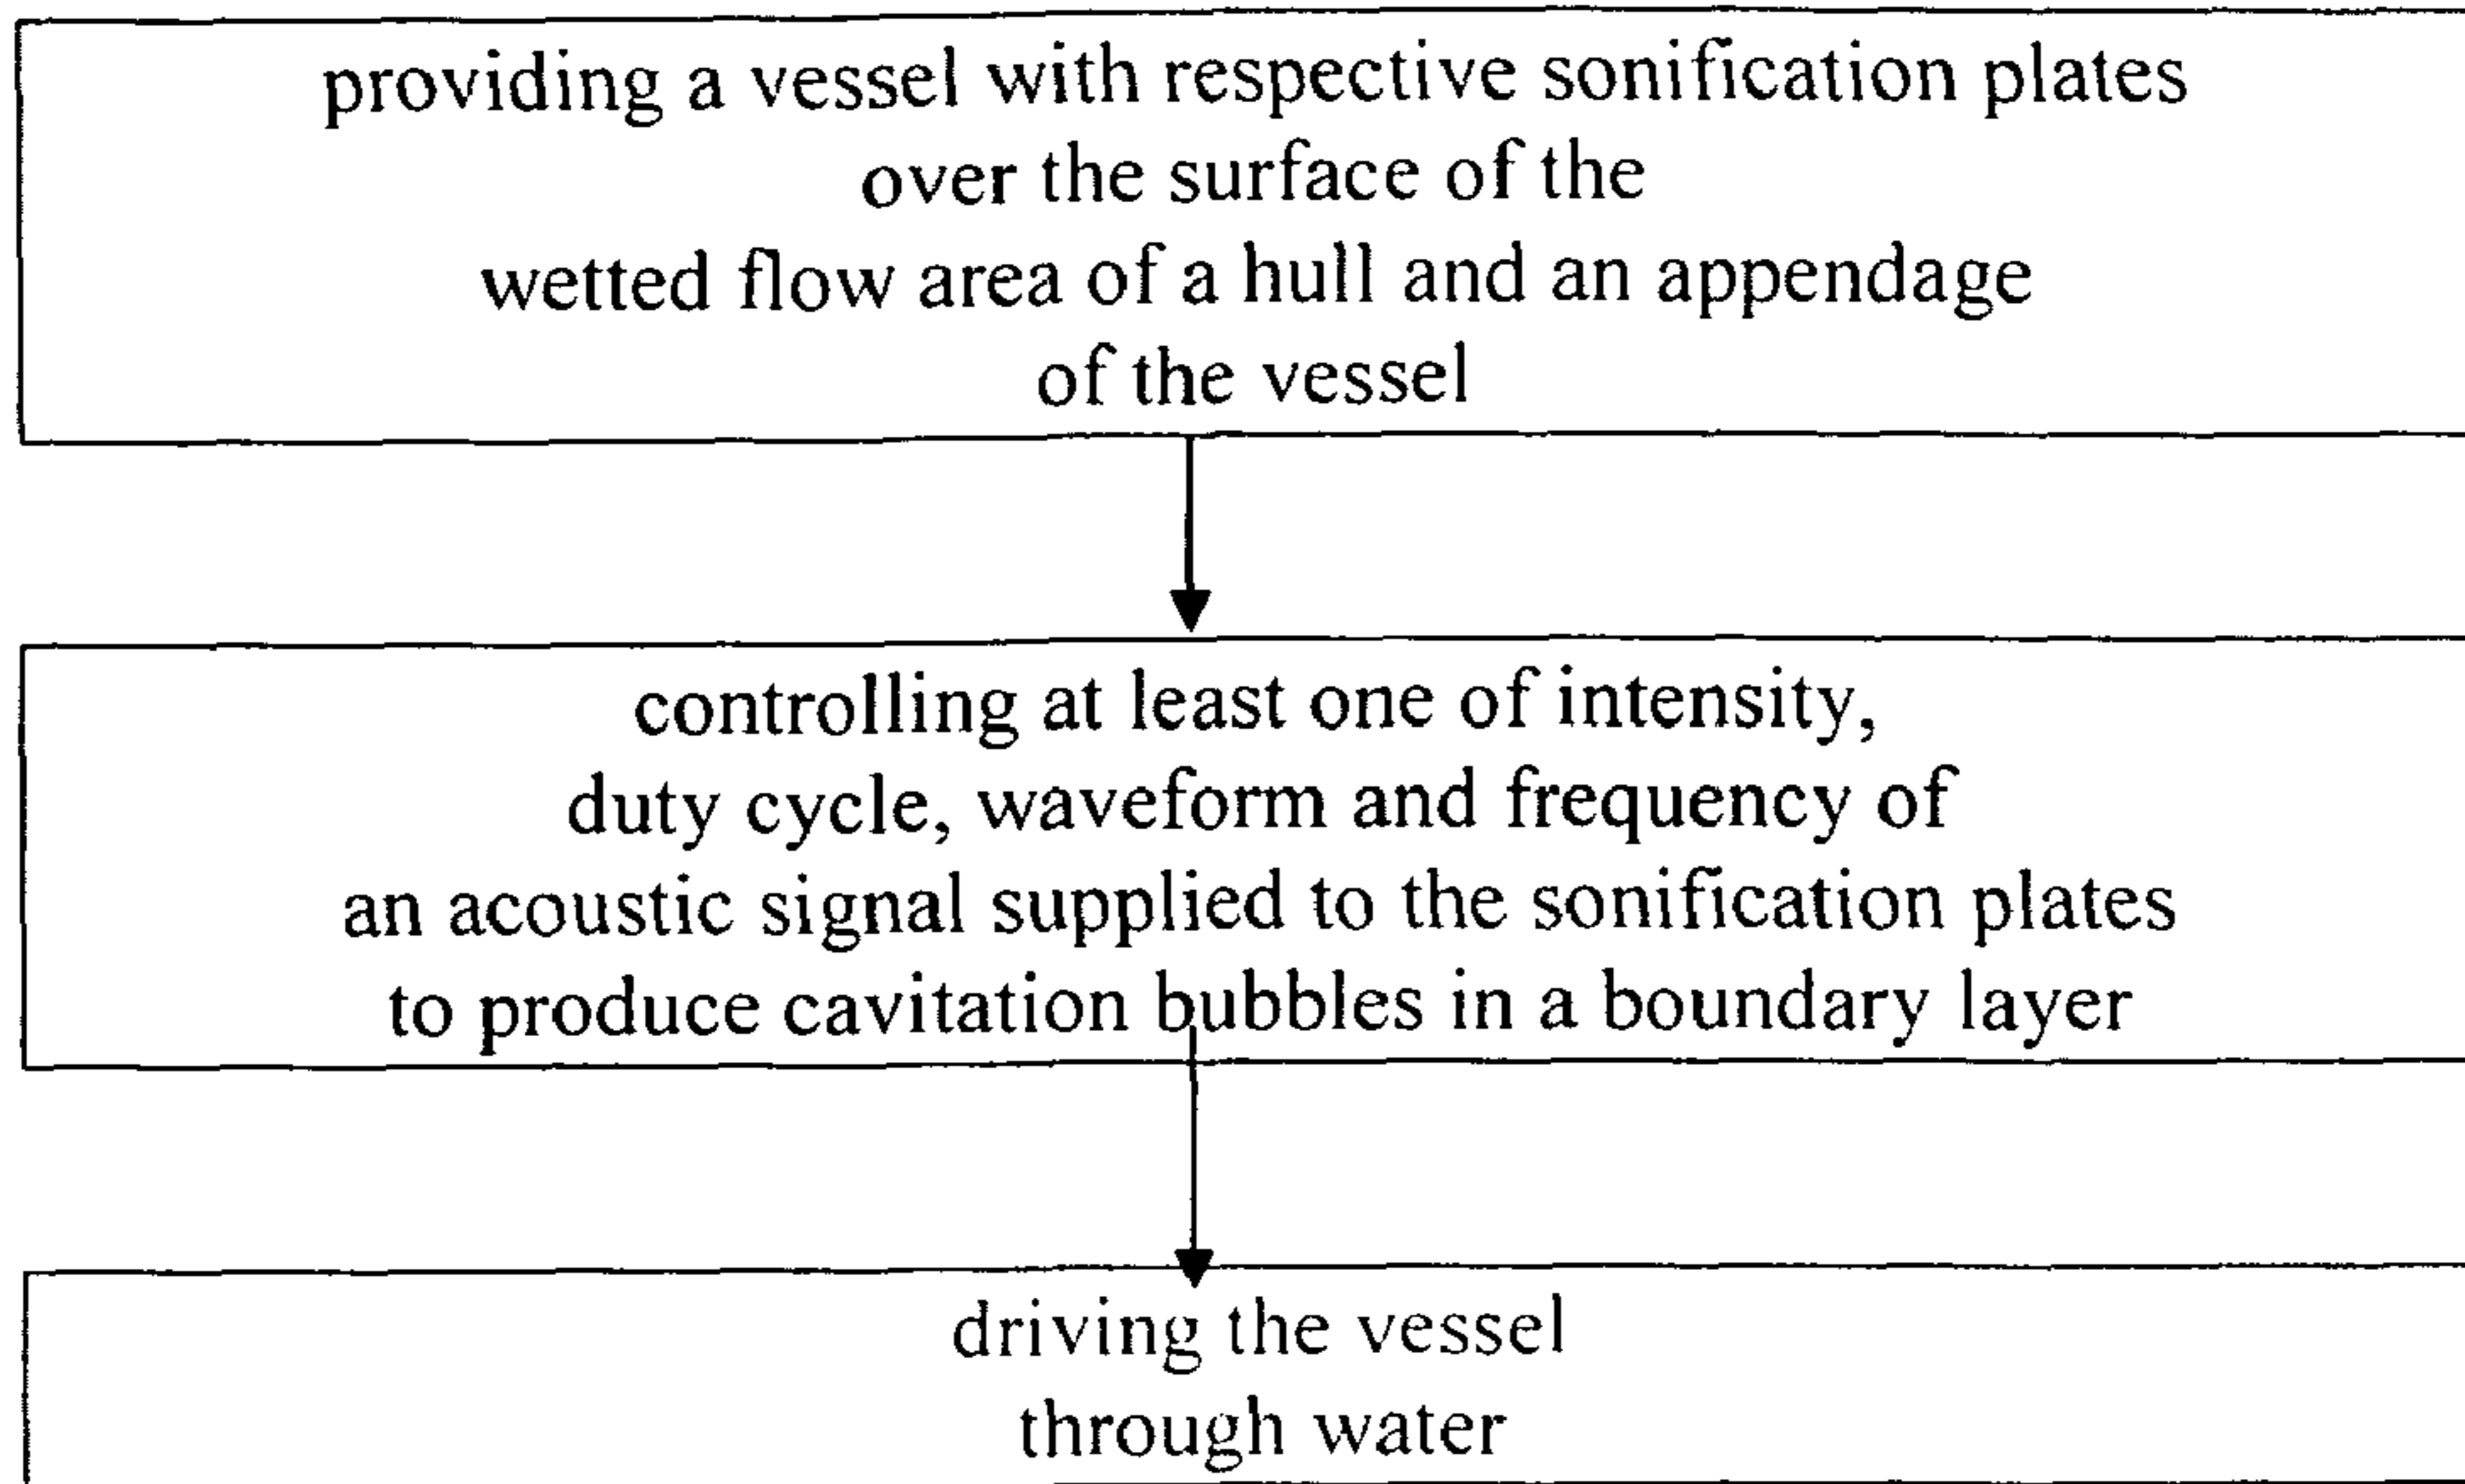 providing a vessel with respective sonification plates
over the surface of the
wetted flow area of a hull and an appendage
of the vessel
controlling at least one of intensity,
duty cycle, waveform and frequency of
an acoustic signal supplied to the sonification plates
to produce cavitation bubbles in a boundary layer
driving the vessel
through water